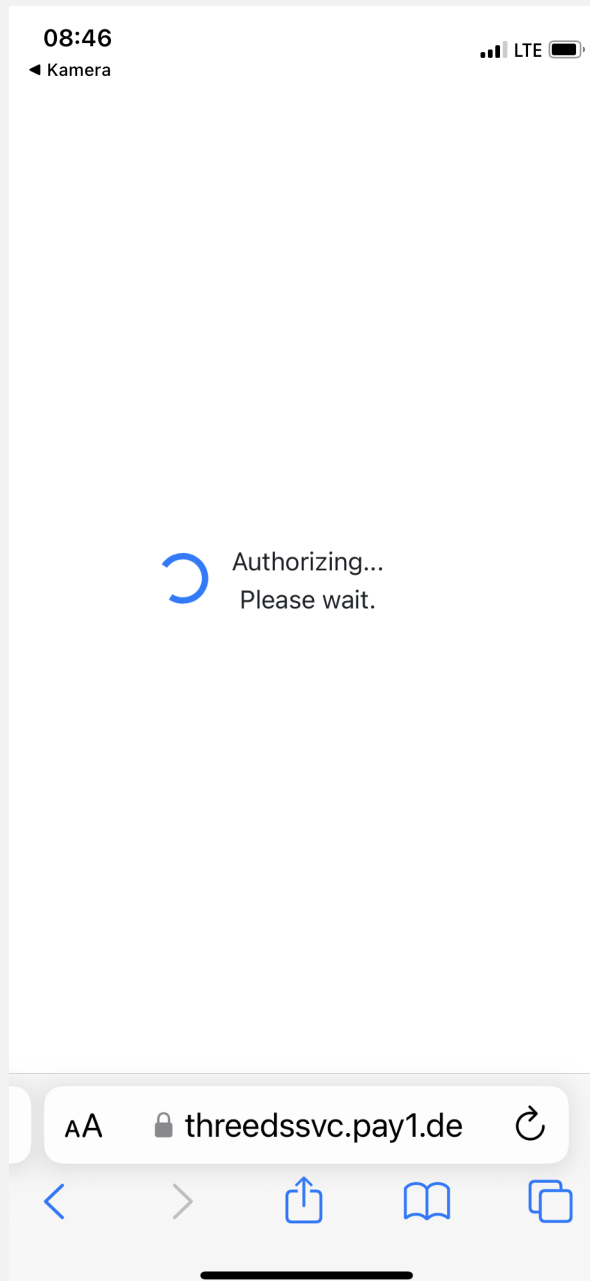 08:46
LTE
◀ Kamera
Authorizing...
Please wait.
AA threedssvc.pay1.de